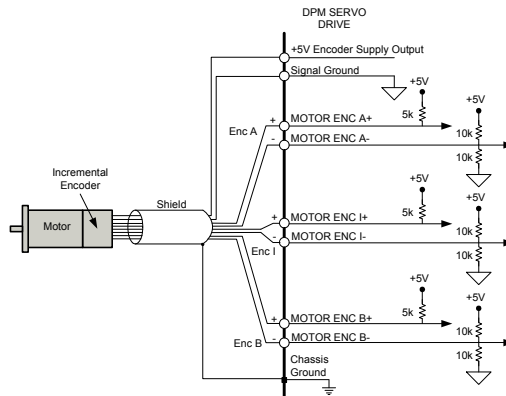 DPM SERVO
DRIVE
+5V Encoder Supply Output
Signal Ground
+5V
+5V
+
Enc A
MOTOR ENC A+
5k
10k
-
MOTOR ENC A-
10k
Incremental
Encoder
Shield
Motor
+5V
+5V
+
MOTOR ENC I+
5k
10k
-
MOTOR ENC I-
Enc I
10k
+5V
+5V
+
MOTOR ENC B+
5k
10k
Enc B
-
MOTOR ENC B-
10k
Chassis
Ground